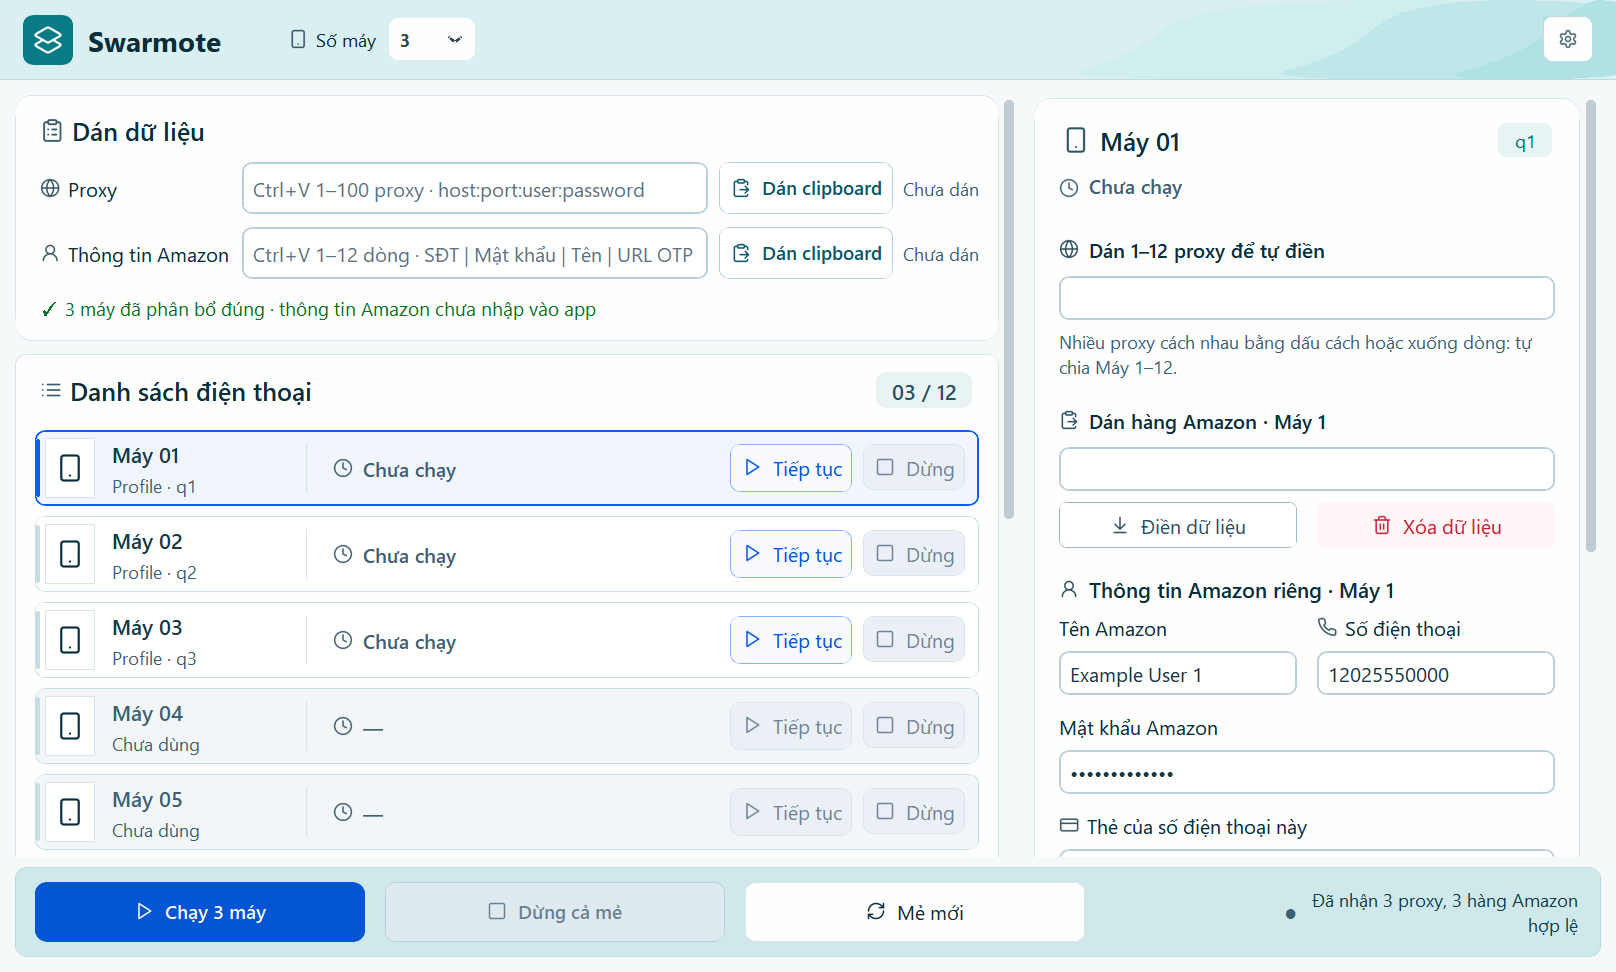 Swarmote
Số máy
3
Dán dữ liệu
Proxy
Ctrl+V 1–100 proxy · host:port:user:password
Dán clipboard
Chưa dán
Thông tin Amazon
Ctrl+V 1–12 dòng · SĐT | Mật khẩu | Tên | URL OTP
Dán clipboard
Chưa dán
✓ 3 máy đã phân bổ đúng · thông tin Amazon chưa nhập vào app
Danh sách điện thoại
03 / 12
Máy 01
Profile · q1
Chưa chạy
Tiếp tục
Dừng
Máy 02
Profile · q2
Chưa chạy
Tiếp tục
Dừng
Máy 03
Profile · q3
Chưa chạy
Tiếp tục
Dừng
Máy 04
Chưa dùng
—
Tiếp tục
Dừng
Máy 05
Chưa dùng
—
Tiếp tục
Dừng
Máy 01
q1
Chưa chạy
Dán 1–12 proxy để tự điền
Nhiều proxy cách nhau bằng dấu cách hoặc xuống dòng: tự
chia Máy 1–12.
Dán hàng Amazon · Máy 1
Điền dữ liệu
Xóa dữ liệu
Thông tin Amazon riêng · Máy 1
Tên Amazon
Số điện thoại
Example User 1
12025550000
Mật khẩu Amazon
•••••••••••••
Thẻ của số điện thoại này
Chạy 3 máy
Dừng cả mẻ
Mẻ mới
Đã nhận 3 proxy, 3 hàng Amazon
hợp lệ